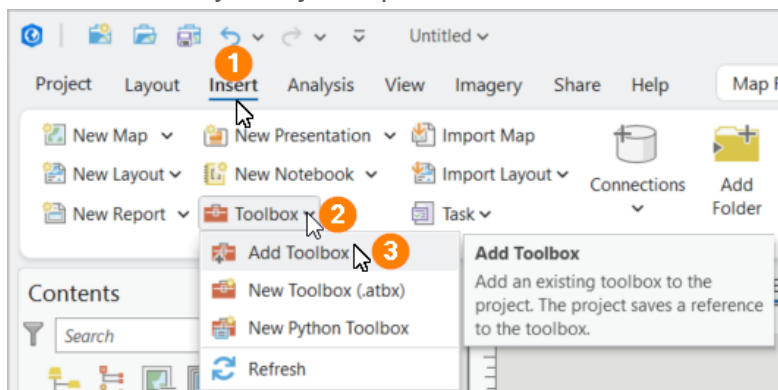 Untitled
1
Project Layout Insert Analysis View Imagery Share Help Map
New Map New Presentation Import Map
New Layout New Notebook Import Layout Connections Add Folder
New Report Toolbox 2 Task
Add Toolbox 3
New Toolbox (.atbx)
New Python Toolbox
Refresh
Add Toolbox
Add an existing toolbox to the
project. The project saves a reference
to the toolbox.
Contents
Search